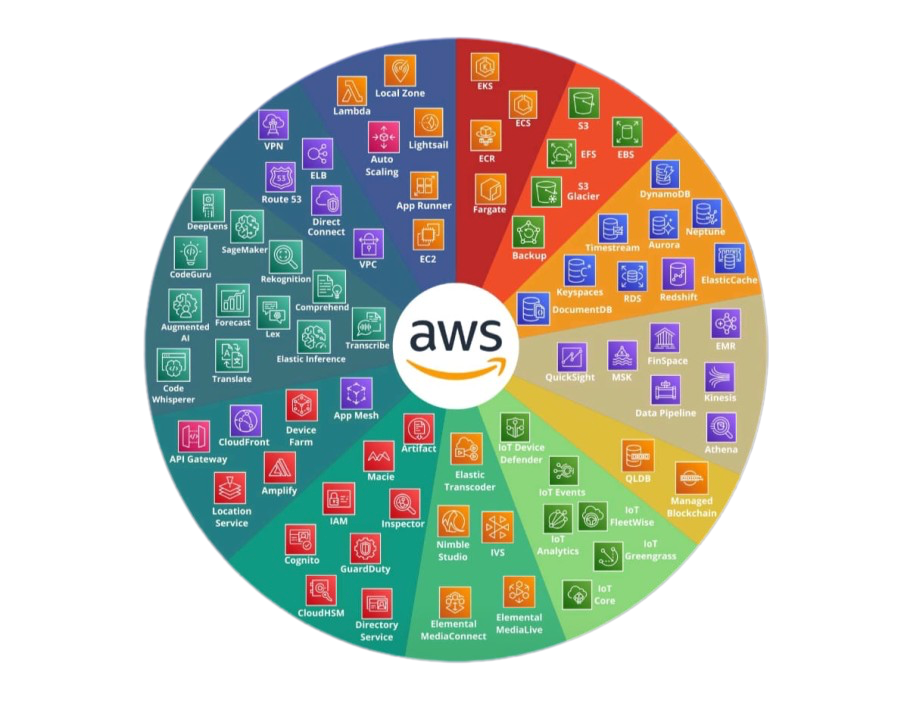 aws
EKS
ECS
ECR
Fargate
S3
EBS
EFS
S3
Glacier
Backup
DynamoDB
Neptune
Aurora
Timestream
ElasticCache
Keyspaces
RDS
Redshift
DocumentDB
EMR
FinSpace
MSK
QuickSight
Kinesis
Data Pipeline
Athena
QLDB
Managed
Blockchain
IoT Device
Defender
IoT Events
IoT
FleetWise
IoT
Analytics
IoT
Greengrass
IoT
Core
Elastic
Transcoder
Nimble
Studio
IVS
Elemental
MediaConnect
Elemental
MediaLive
Artifact
Macie
IAM
Inspector
Cognito
GuardDuty
CloudHSM
Directory
Service
App Mesh
Device
Farm
CloudFront
API Gateway
Amplify
Location
Service
DeepLens
SageMaker
CodeGuru
Rekognition
Comprehend
Augmented
AI
Forecast
Lex
Elastic Inference
Transcribe
Translate
Code
Whisperer
VPN
ELB
Route 53
53
Direct
Connect
VPC
Local Zone
Lambda
Lightsail
Auto
Scaling
App Runner
EC2